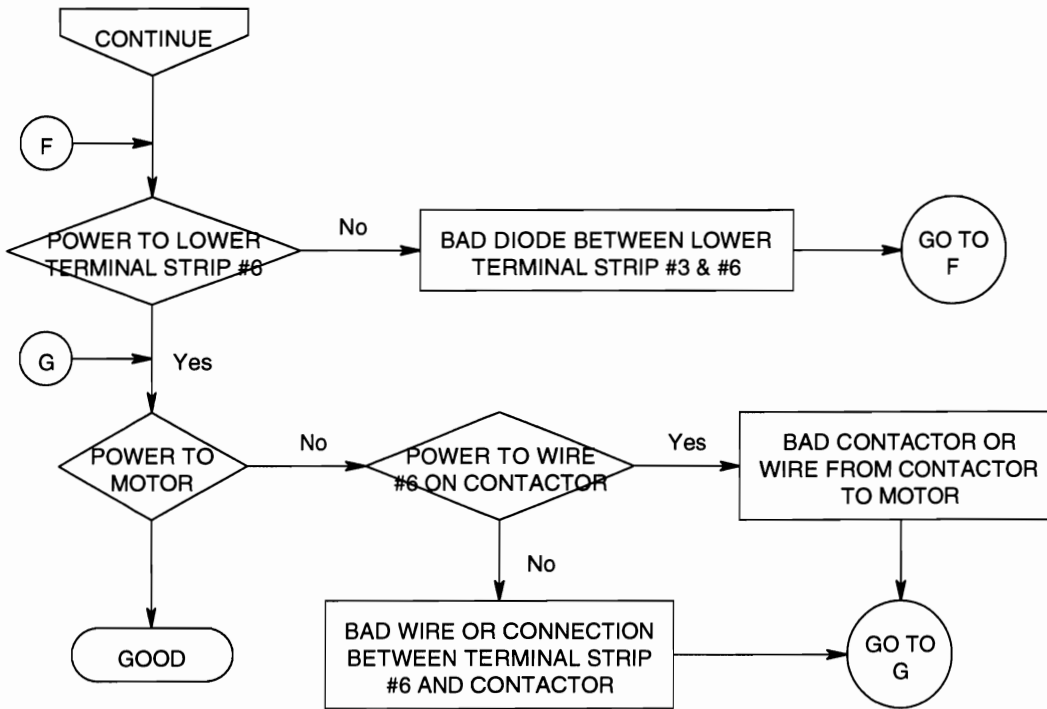 CONTINUE
F
POWER TO LOWER
TERMINAL STRIP #6
No
BAD DIODE BETWEEN LOWER
TERMINAL STRIP #3 & #6
GO TO
F
G
Yes
POWER TO
MOTOR
No
POWER TO WIRE
#6 ON CONTACTOR
Yes
BAD CONTACTOR OR
WIRE FROM CONTACTOR
TO MOTOR
No
GOOD
BAD WIRE OR CONNECTION
BETWEEN TERMINAL STRIP
#6 AND CONTACTOR
GO TO
G